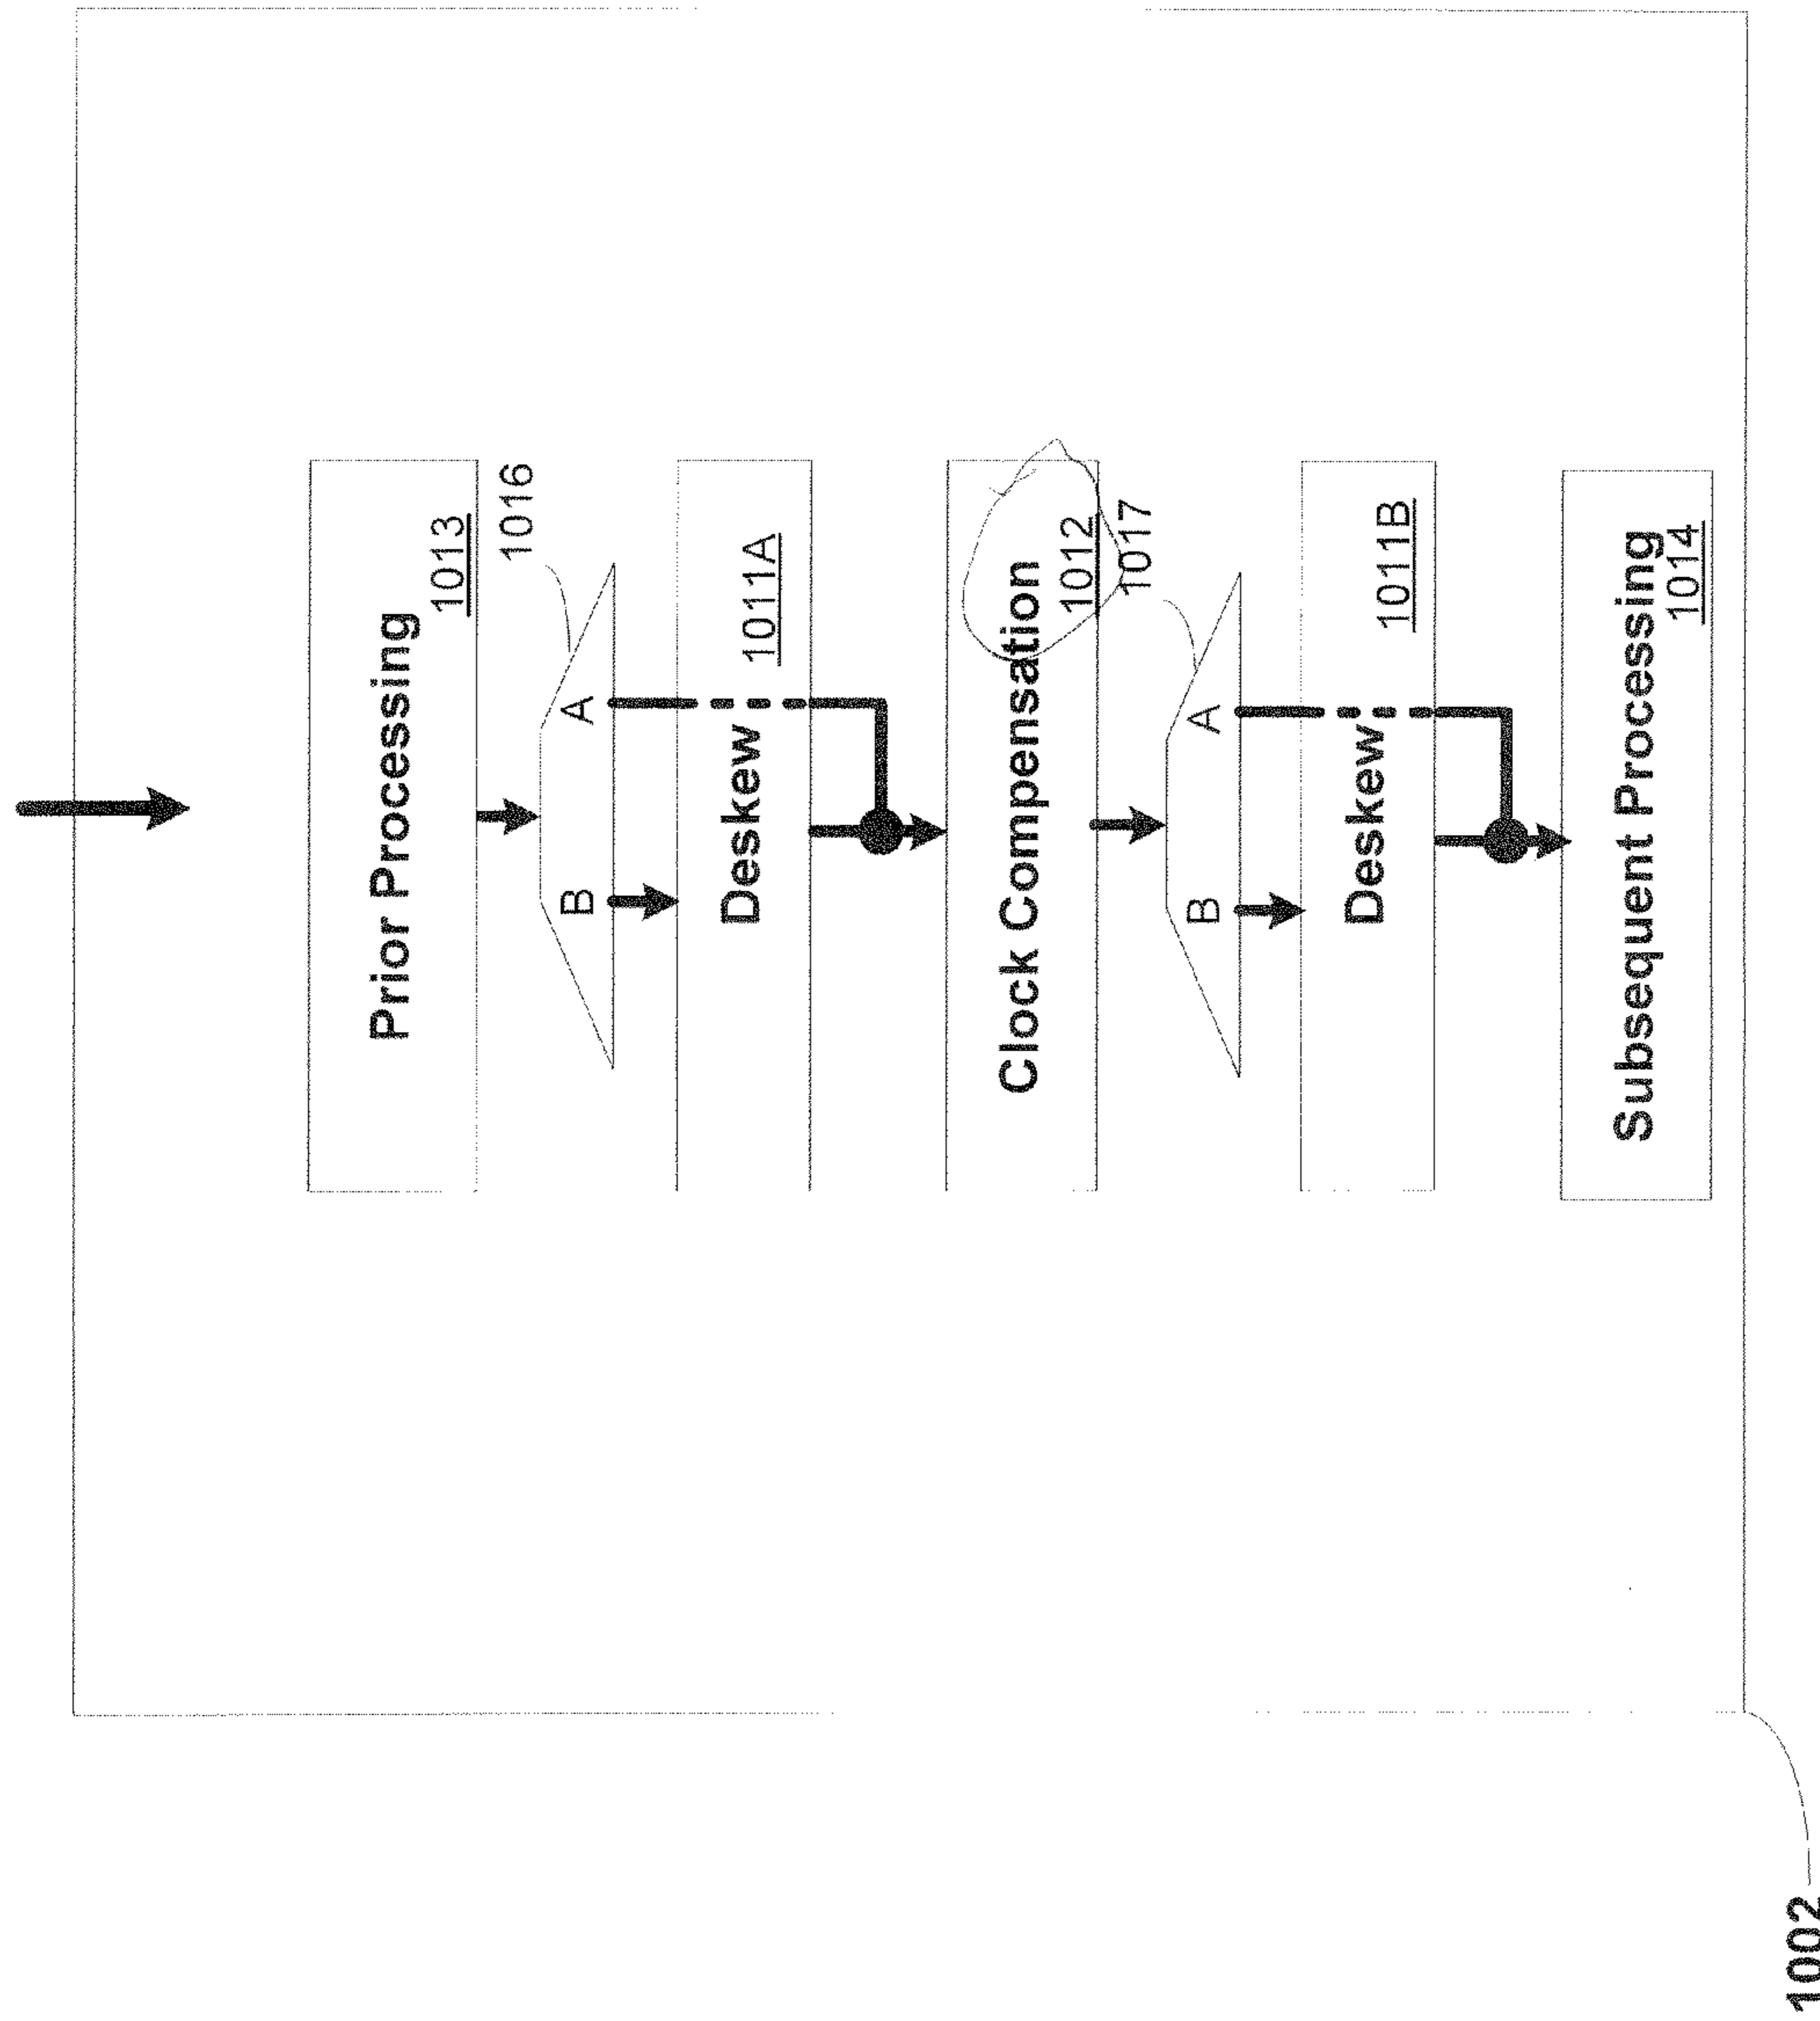 Prior Processing
1013
1016
B
A
Deskew
1011A
Clock Compensation
1012
1017
B
A
Deskew
1011B
Subsequent Processing
1014
1002